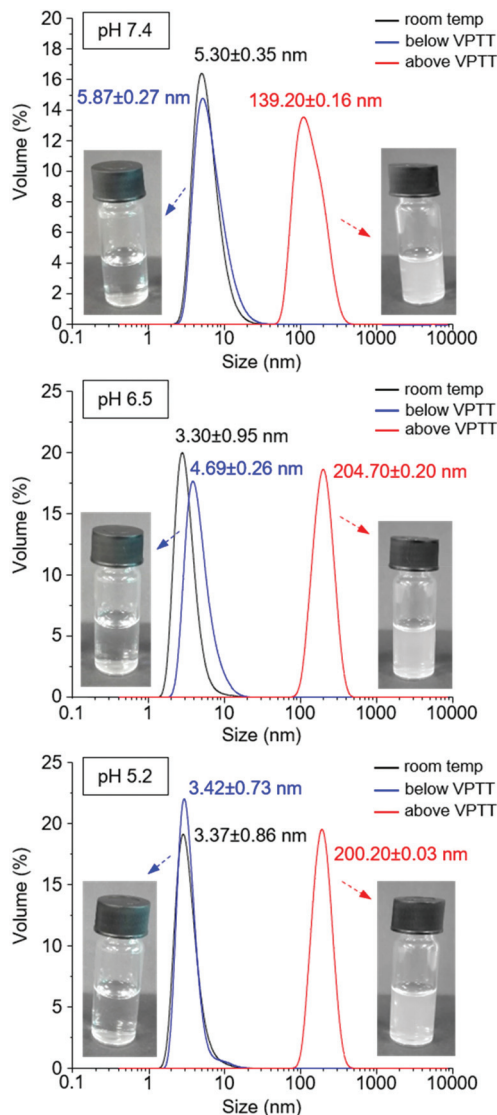 pH 7.4
room temp
below VPTT
above VPTT
5.30±0.35 nm
5.87±0.27 nm
139.20±0.16 nm
Volume (%)
20
18
16
14
12
10
8
6
4
2
0
0.1 1 10 100 1000 10000
Size (nm)
pH 6.5
room temp
below VPTT
above VPTT
3.30±0.95 nm
4.69±0.26 nm
204.70±0.20 nm
Volume (%)
25
20
15
10
5
0
0.1 1 10 100 1000 10000
Size (nm)
pH 5.2
room temp
below VPTT
above VPTT
3.42±0.73 nm
3.37±0.86 nm
200.20±0.03 nm
Volume (%)
25
20
15
10
5
0
0.1 1 10 100 1000 10000
Size (nm)